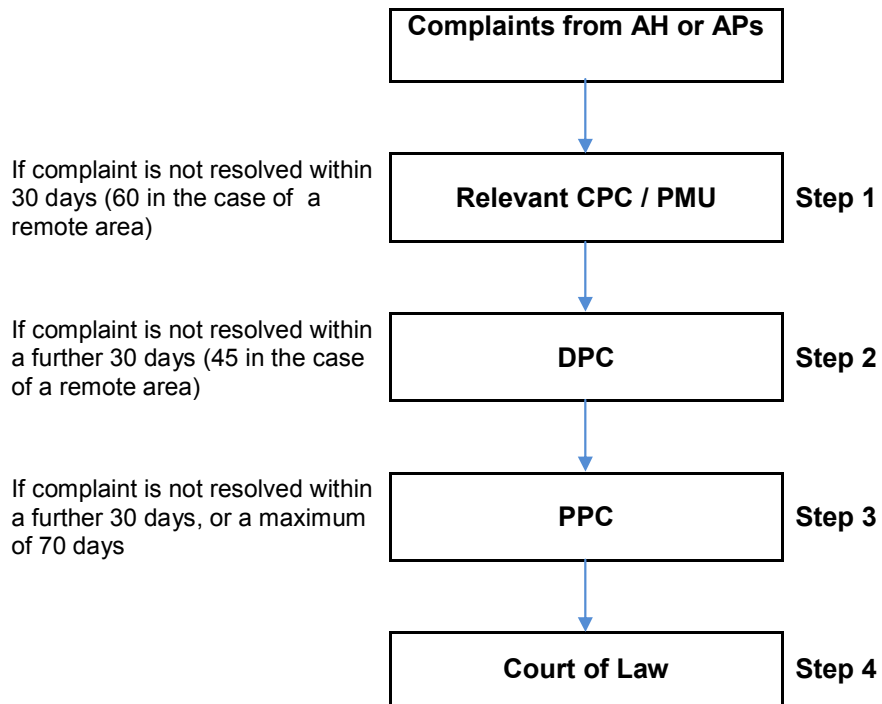 Complaints from AH or APs
If complaint is not resolved within
30 days (60 in the case of a
remote area)
Relevant CPC / PMU
Step 1
If complaint is not resolved within
a further 30 days (45 in the case
of a remote area)
DPC
Step 2
If complaint is not resolved within
a further 30 days, or a maximum
of 70 days
PPC
Step 3
Court of Law
Step 4